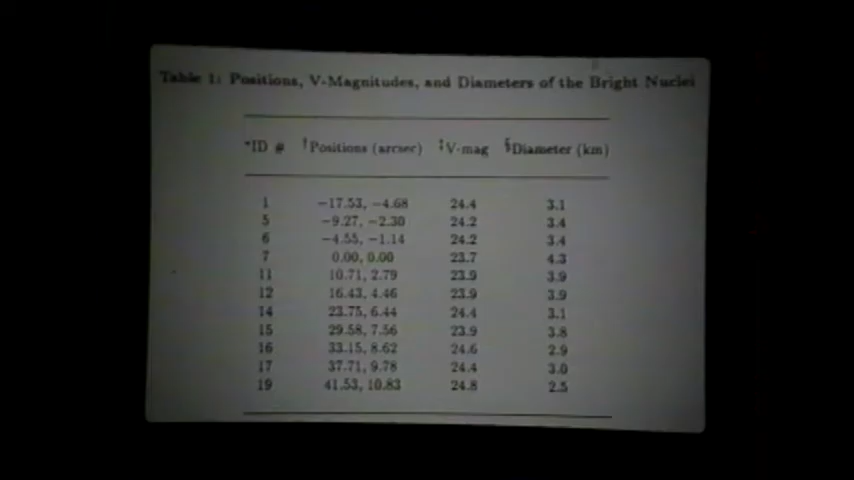 Table 1: Positions, V-Magnitudes, and Diameters of the Bright Nuclei
*ID # †Positions (arcsec) ‡V-mag §Diameter (km)
1 −17.53, −4.68 24.4 3.1
5 −9.27, −2.30 24.2 3.4
6 −4.55, −1.14 24.2 3.4
7 0.00, 0.00 23.7 4.3
11 10.71, 2.79 23.9 3.9
12 16.43, 4.46 23.9 3.9
14 23.75, 6.44 24.4 3.1
15 29.58, 7.56 23.9 3.8
16 33.15, 8.62 24.6 2.9
17 37.71, 9.78 24.4 3.0
19 41.53, 10.83 24.8 2.5